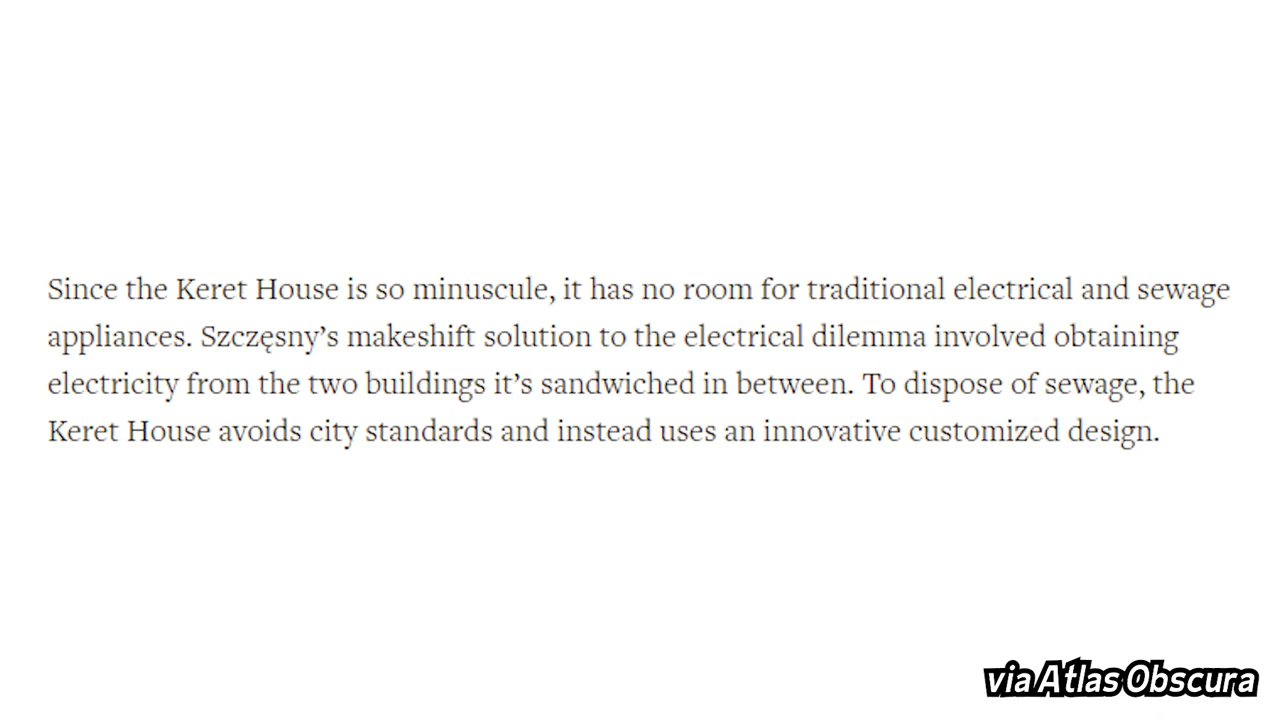 Since the Keret House is so minuscule, it has no room for traditional electrical and sewage
appliances. Szczęsny’s makeshift solution to the electrical dilemma involved obtaining
electricity from the two buildings it’s sandwiched in between. To dispose of sewage, the
Keret House avoids city standards and instead uses an innovative customized design.
via Atlas Obscura